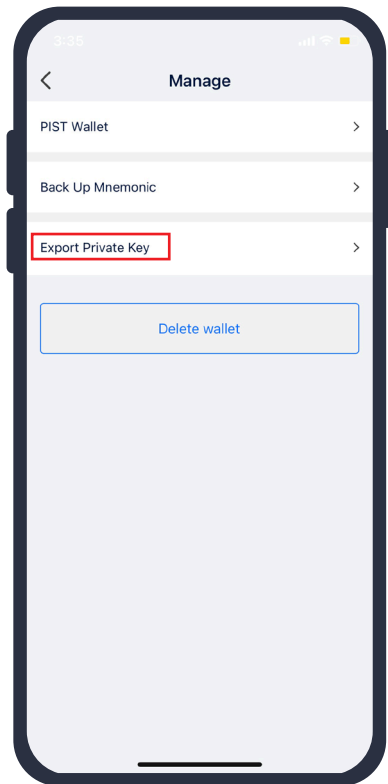 3:35
Manage
PIST Wallet
Back Up Mnemonic
Export Private Key
Delete wallet